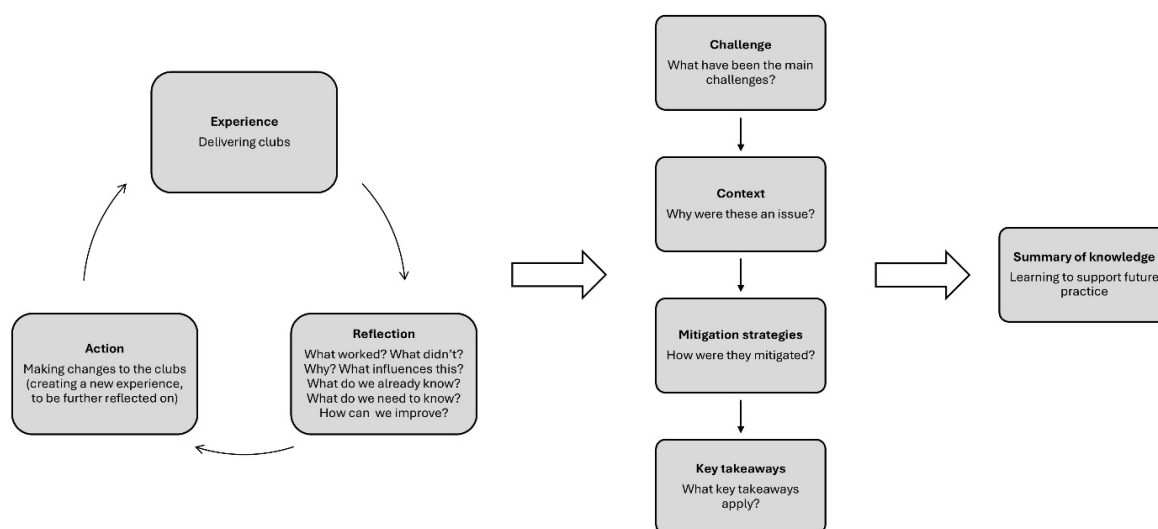 Experience
Delivering clubs
Reflection
What worked? What didn’t?
Why? What influences this?
What do we already know?
What do we need to know?
How can we improve?
Action
Making changes to the clubs
(creating a new experience,
to be further reflected on)
Challenge
What have been the main
challenges?
Context
Why were these an issue?
Mitigation strategies
How were they mitigated?
Key takeaways
What key takeaways
apply?
Summary of knowledge
Learning to support future
practice